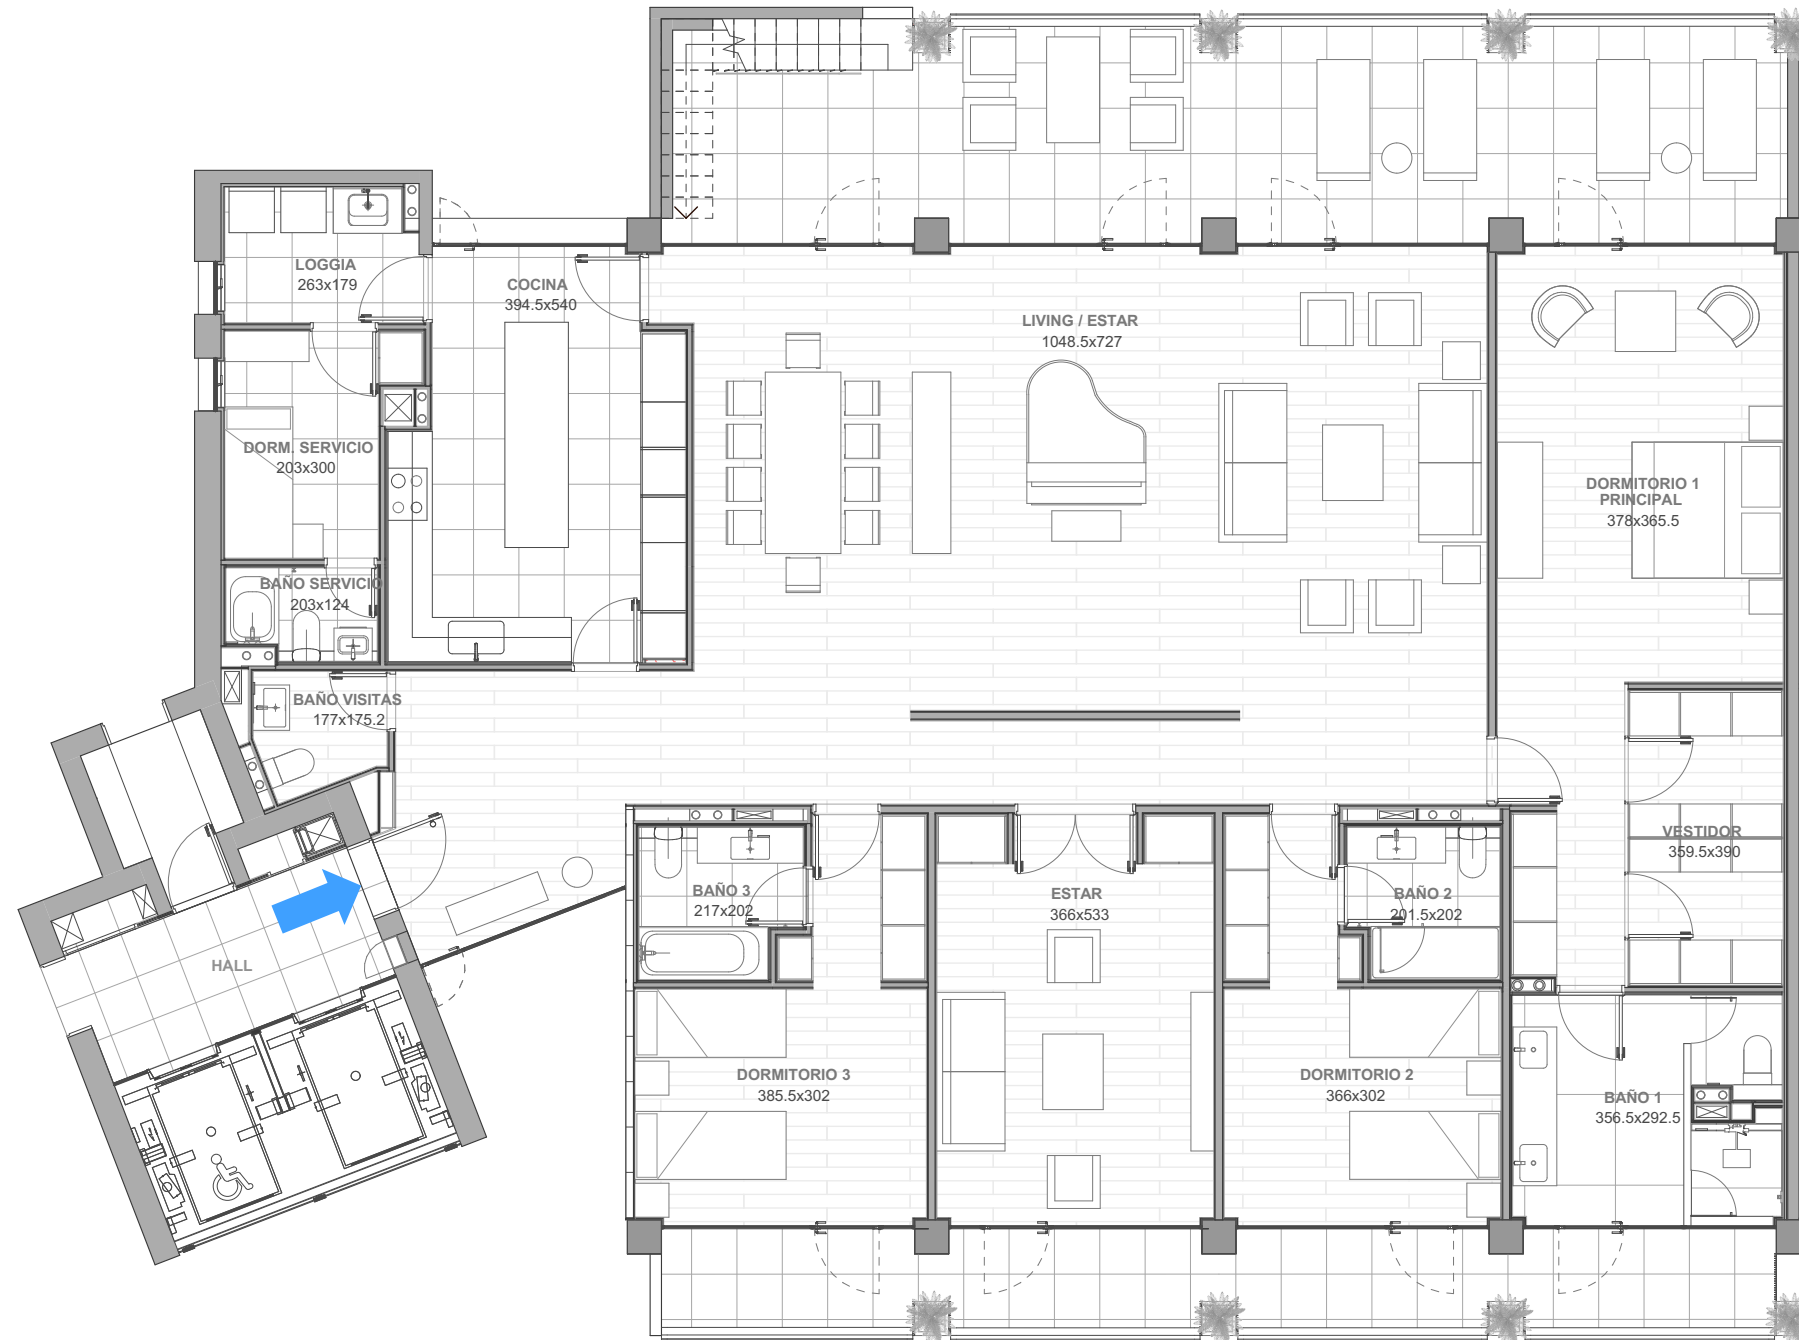 LOGGIA
263x179
COCINA
394.5x540
LIVING / ESTAR
1048.5x727
DORM. SERVICIO
203x300
DORMITORIO 1
PRINCIPAL
378x365.5
BAÑO SERVICIO
203x124
BAÑO VISITAS
177x175.2
VESTIDOR
359.5x390
BAÑO 3
217x202
ESTAR
366x533
BAÑO 2
201.5x202
HALL
DORMITORIO 3
385.5x302
DORMITORIO 2
366x302
BAÑO 1
356.5x292.5